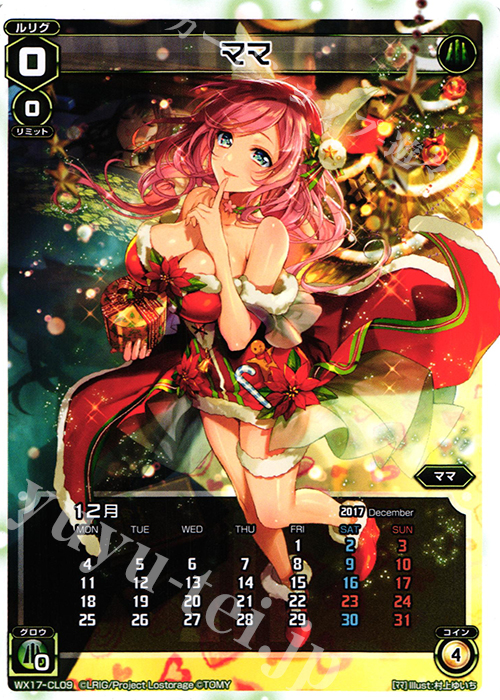 ルリグ
0
ママ
0
リミット
ママ
12月
2017 December
MON TUE WED THU FRI SAT SUN
1 2 3
4 5 6 7 8 9 10
11 12 13 14 15 16 17
18 19 20 21 22 23 24
25 26 27 28 29 30 31
yuyu-tei.jp
グロウ
0
コイン
4
WX17-CL09 ©LRIG/Project Lostorage ©TOMY
[ママ] Illust:村上ゆいち